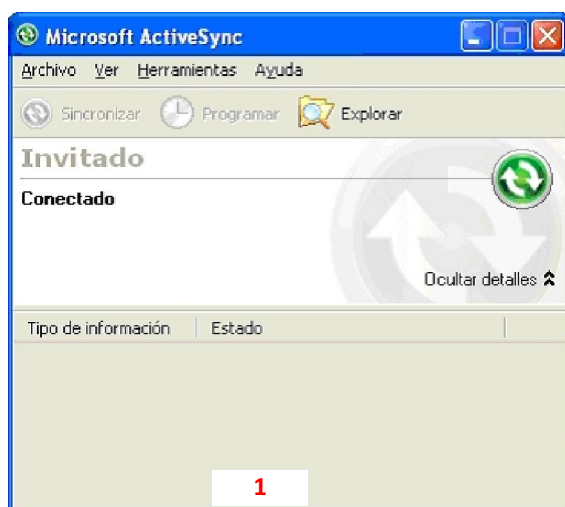 Microsoft ActiveSync
Archivo Ver Herramientas Ayuda
Sincronizar Programar Explorar
Invitado
Conectado
Ocultar detalles
Tipo de información Estado
1